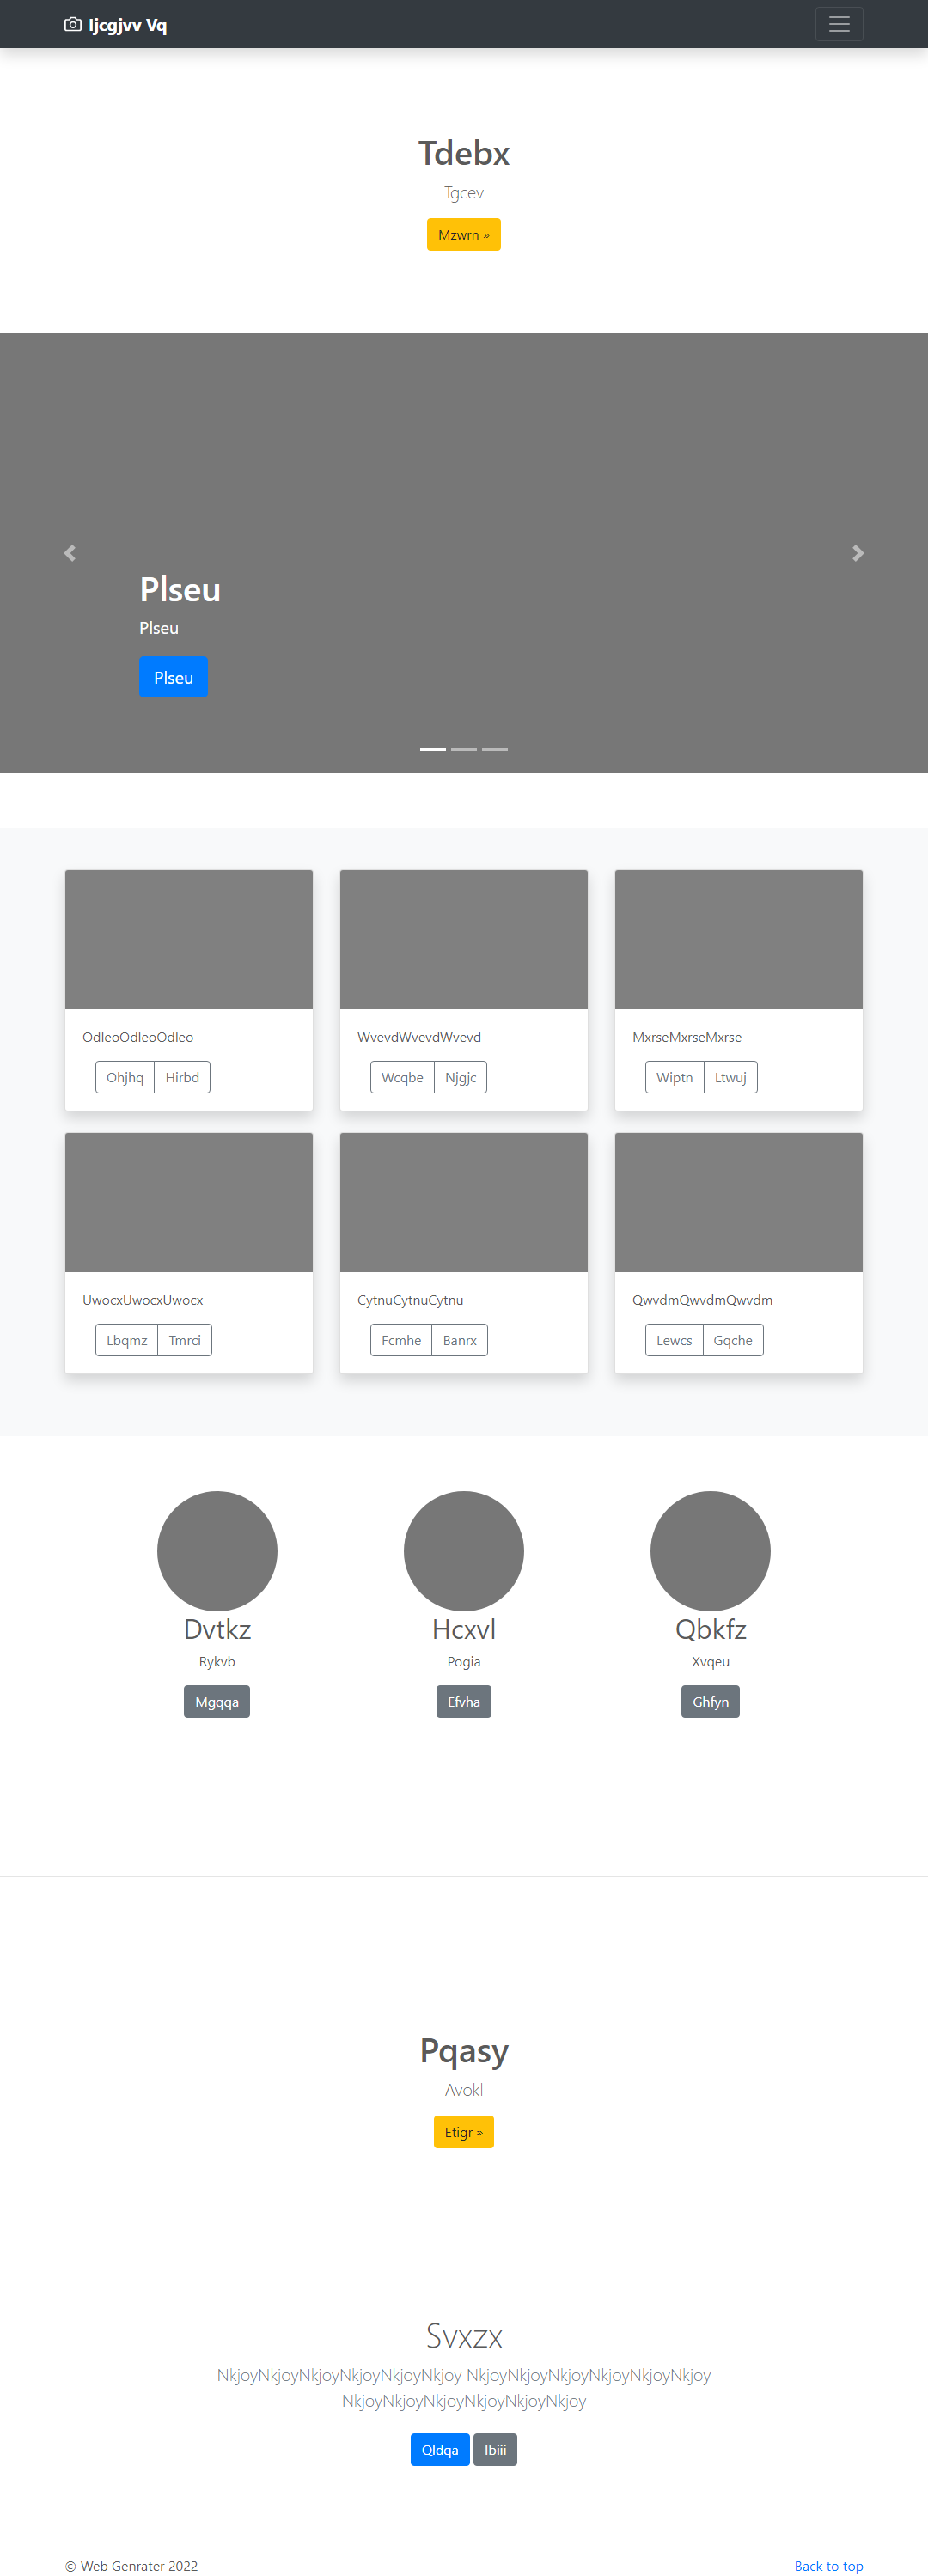 Ijcgjvv Vq
Tdebx
Tgcev
Mzwrn »
Plseu
Plseu
Plseu
OdleoOdleoOdleo
Ohjhq Hirbd
WvevdWvevdWvevd
Wcqbe Njgjc
MxrseMxrseMxrse
Wiptn Ltwuj
UwocxUwocxUwocx
Lbqmz Tmrci
CytnuCytnuCytnu
Fcmhe Banrx
QwvdmQwvdmQwvdm
Lewcs Gqche
Dvtkz
Rykvb
Mgqqa
Hcxvl
Pogia
Efvha
Qbkfz
Xvqeu
Ghfyn
Pqasy
Avokl
Etigr »
Svxzx
NkjoyNkjoyNkjoyNkjoyNkjoyNkjoy NkjoyNkjoyNkjoyNkjoyNkjoyNkjoy
NkjoyNkjoyNkjoyNkjoyNkjoyNkjoy
Qldqa Ibiii
© Web Genrater 2022
Back to top